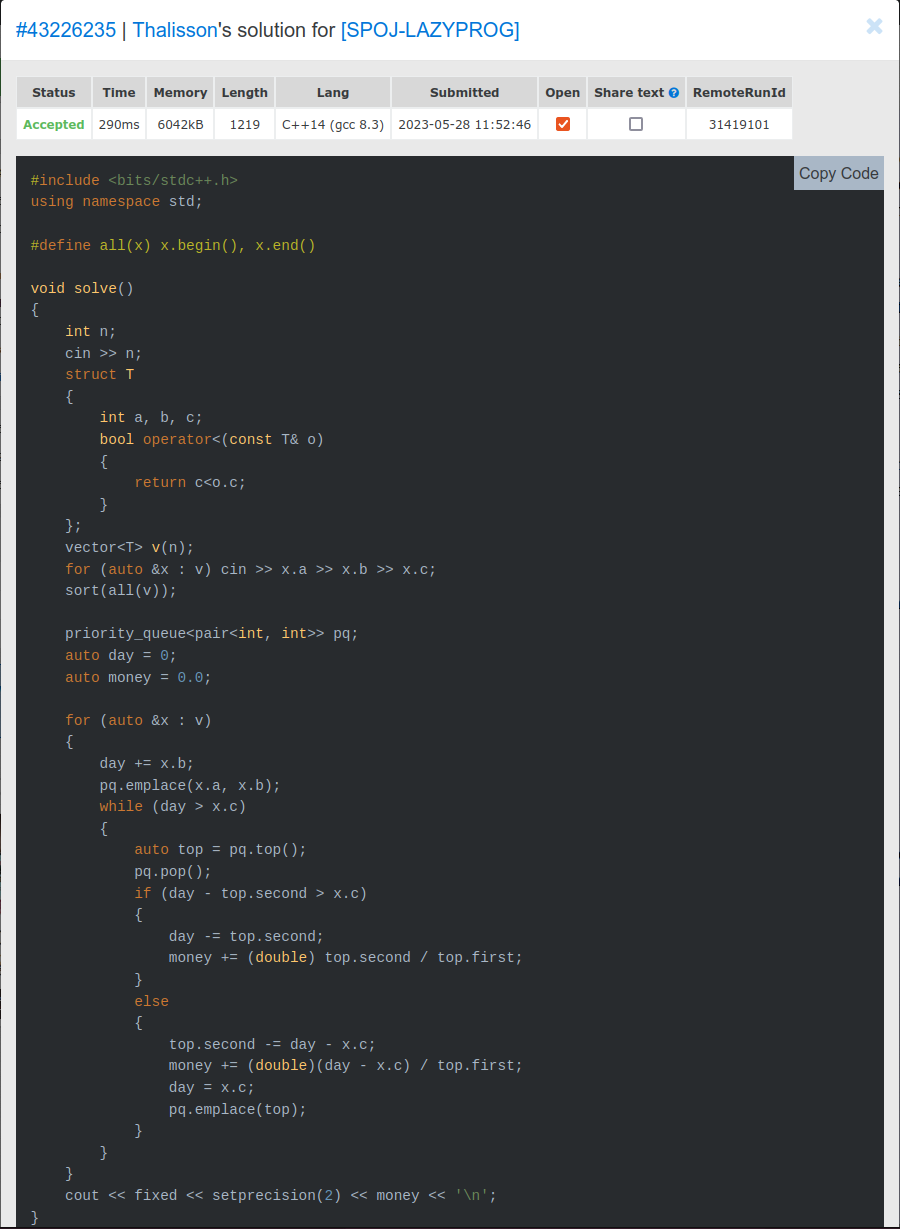 #43226235 | Thalisson's solution for [SPOJ-LAZYPROG]
×
Status Time Memory Length Lang Submitted Open Share text ? RemoteRunId
Accepted 290ms 6042kB 1219 C++14 (gcc 8.3) 2023-05-28 11:52:46 31419101
Copy Code
#include <bits/stdc++.h>
using namespace std;

#define all(x) x.begin(), x.end()

void solve()
{
    int n;
    cin >> n;
    struct T
    {
        int a, b, c;
        bool operator<(const T& o)
        {
            return c<o.c;
        }
    };
    vector<T> v(n);
    for (auto &x : v) cin >> x.a >> x.b >> x.c;
    sort(all(v));

    priority_queue<pair<int, int>> pq;
    auto day = 0;
    auto money = 0.0;

    for (auto &x : v)
    {
        day += x.b;
        pq.emplace(x.a, x.b);
        while (day > x.c)
        {
            auto top = pq.top();
            pq.pop();
            if (day - top.second > x.c)
            {
                day -= top.second;
                money += (double) top.second / top.first;
            }
            else
            {
                top.second -= day - x.c;
                money += (double)(day - x.c) / top.first;
                day = x.c;
                pq.emplace(top);
            }
        }
    }
    cout << fixed << setprecision(2) << money << '\n';
}